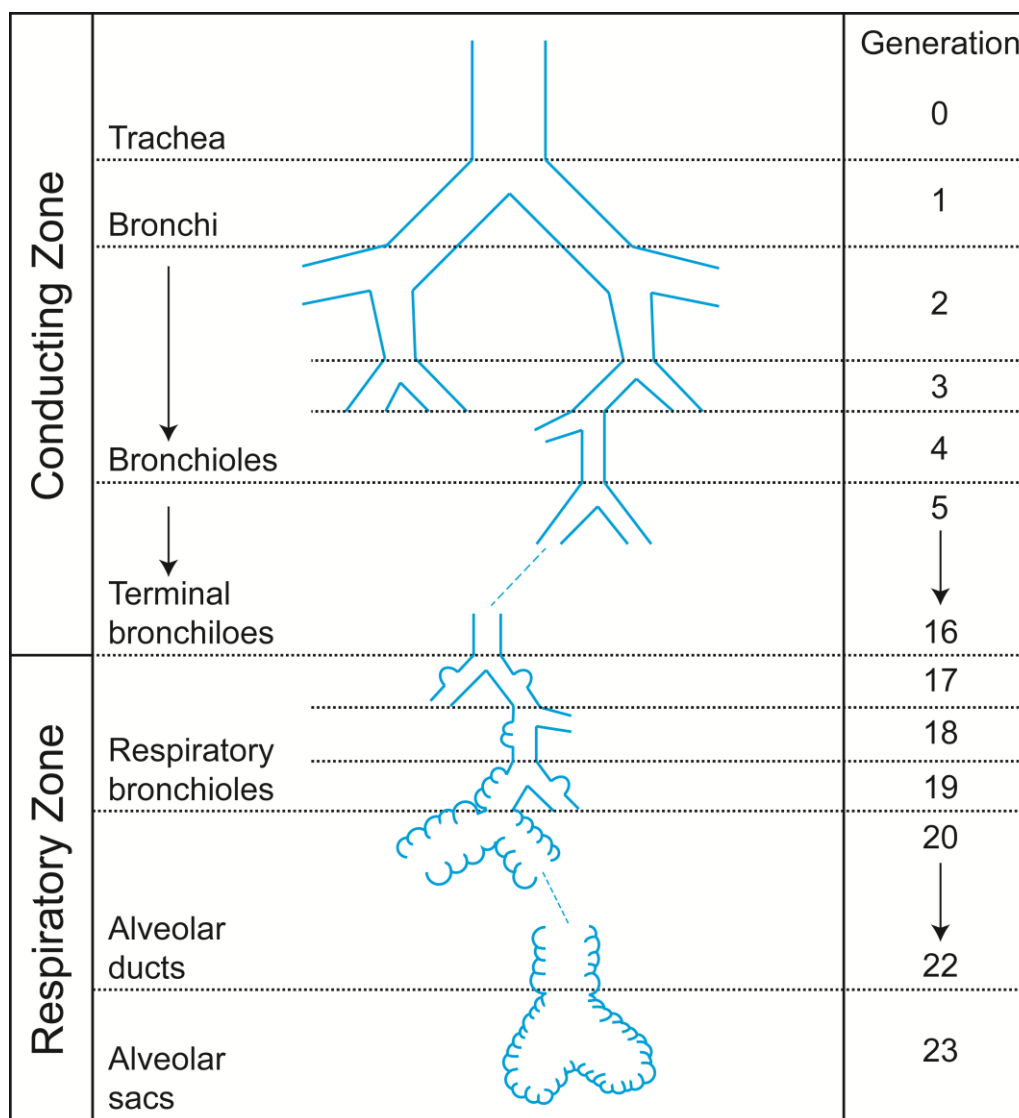 Generation
Conducting Zone
Trachea
0
Bronchi
1
2
3
Bronchioles
4
5
Terminal
bronchiloes
16
Respiratory Zone
17
18
Respiratory
bronchioles
19
20
Alveolar
ducts
22
Alveolar
sacs
23